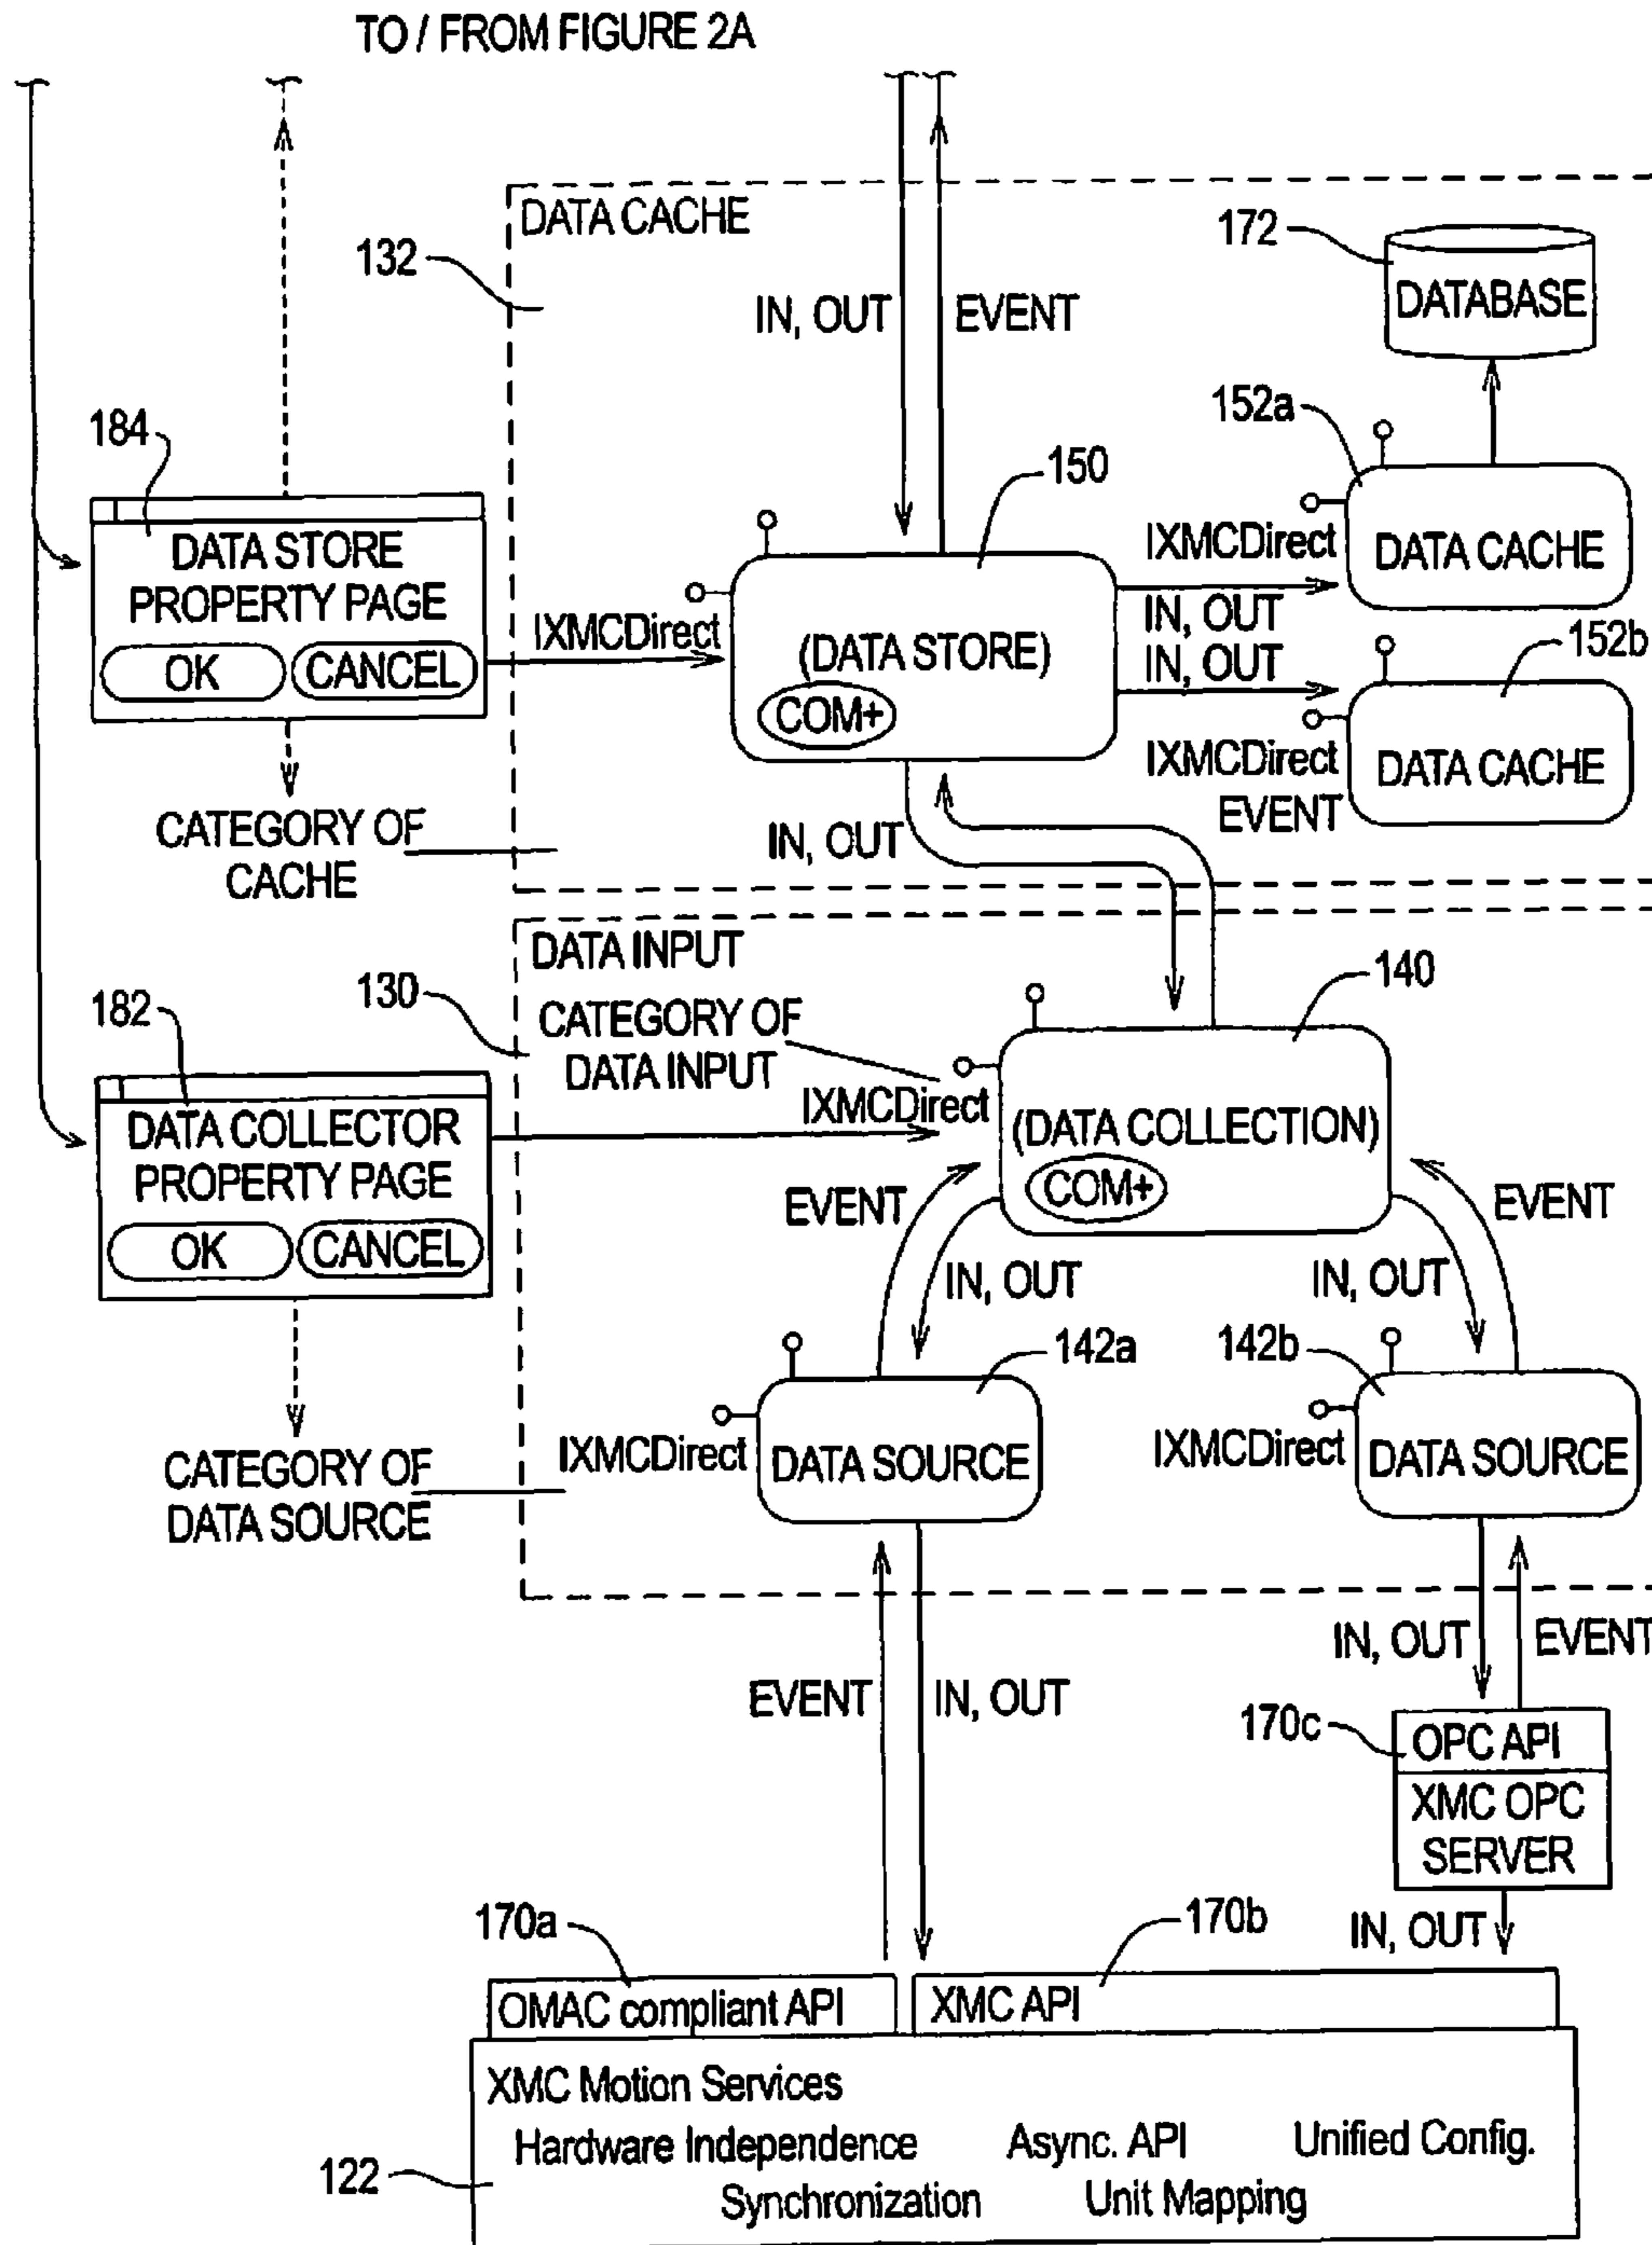 TO / FROM FIGURE 2A
DATA CACHE
132
172
DATABASE
IN, OUT
EVENT
152a
184
150
DATA STORE
PROPERTY PAGE
OK
CANCEL
IXMCDirect
(DATA STORE)
COM+
IXMCDirect
DATA CACHE
IN, OUT
IN, OUT
152b
IXMCDirect
DATA CACHE
EVENT
CATEGORY OF
CACHE
IN, OUT
DATA INPUT
130
140
182
CATEGORY OF
DATA INPUT
IXMCDirect
DATA COLLECTOR
PROPERTY PAGE
OK
CANCEL
(DATA COLLECTION)
COM+
EVENT
EVENT
IN, OUT
IN, OUT
142a
142b
CATEGORY OF
DATA SOURCE
IXMCDirect
DATA SOURCE
IXMCDirect
DATA SOURCE
IN, OUT
EVENT
EVENT
IN, OUT
170c
OPC API
XMC OPC
SERVER
IN, OUT
170a
170b
OMAC compliant API
XMC API
XMC Motion Services
Hardware Independence
Async. API
Unified Config.
122
Synchronization
Unit Mapping